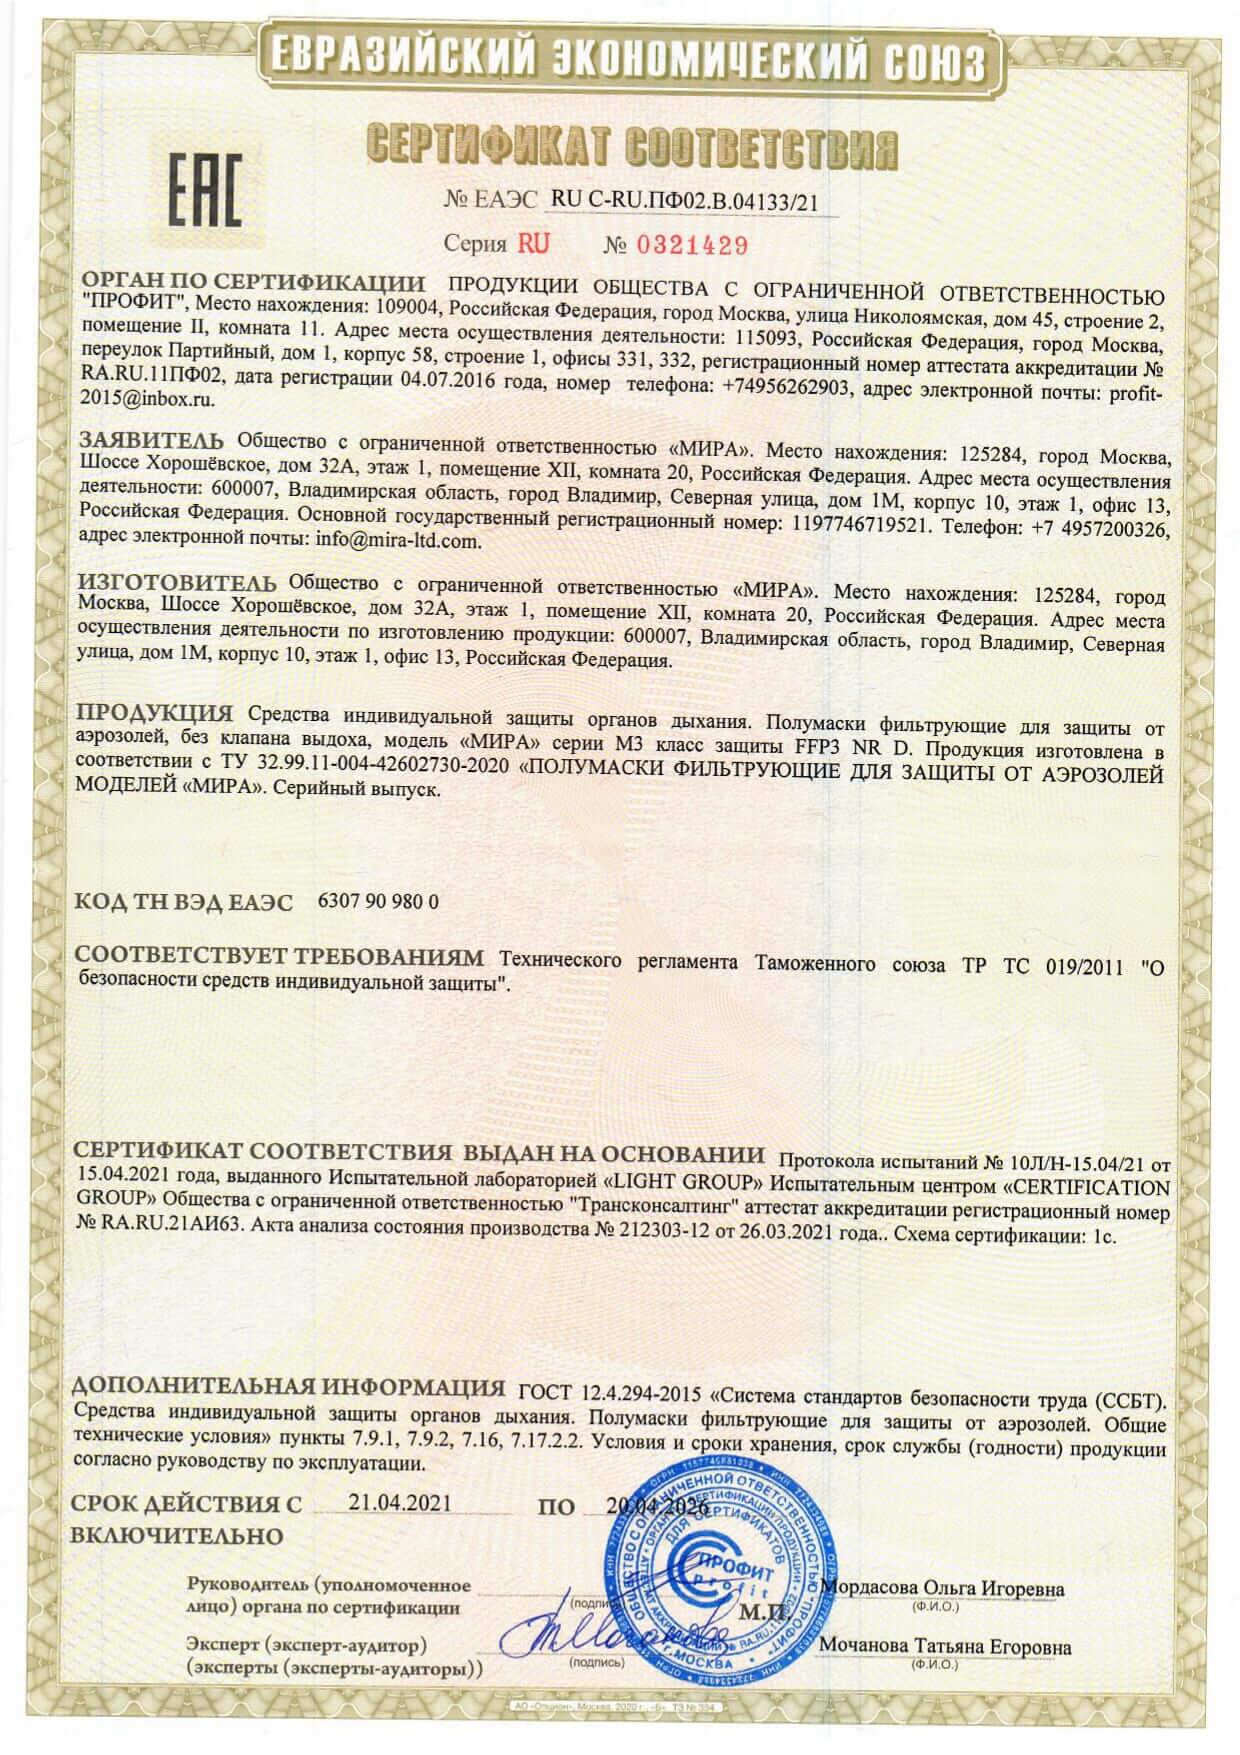 ЕВРАЗИЙСКИЙ ЭКОНОМИЧЕСКИЙ СОЮЗ
СЕРТИФИКАТ СООТВЕТСТВИЯ
ЕАС
№ ЕАЭС RU C-RU.ПФ02.В.04133/21
Серия RU № 0321429
ОРГАН ПО СЕРТИФИКАЦИИ ПРОДУКЦИИ ОБЩЕСТВА С ОГРАНИЧЕННОЙ ОТВЕТСТВЕННОСТЬЮ
"ПРОФИТ", Место нахождения: 109004, Российская Федерация, город Москва, улица Николоямская, дом 45, строение 2,
помещение II, комната 11. Адрес места осуществления деятельности: 115093, Российская Федерация, город Москва,
переулок Партийный, дом 1, корпус 58, строение 1, офисы 331, 332, регистрационный номер аттестата аккредитации №
RA.RU.11ПФ02, дата регистрации 04.07.2016 года, номер телефона: +74956262903, адрес электронной почты: profit-
2015@inbox.ru.
ЗАЯВИТЕЛЬ Общество с ограниченной ответственностью «МИРА». Место нахождения: 125284, город Москва,
Шоссе Хорошёвское, дом 32А, этаж 1, помещение XII, комната 20, Российская Федерация. Адрес места осуществления
деятельности: 600007, Владимирская область, город Владимир, Северная улица, дом 1М, корпус 10, этаж 1, офис 13,
Российская Федерация. Основной государственный регистрационный номер: 1197746719521. Телефон: +7 4957200326,
адрес электронной почты: info@mira-ltd.com.
ИЗГОТОВИТЕЛЬ Общество с ограниченной ответственностью «МИРА». Место нахождения: 125284, город
Москва, Шоссе Хорошёвское, дом 32А, этаж 1, помещение XII, комната 20, Российская Федерация. Адрес места
осуществления деятельности по изготовлению продукции: 600007, Владимирская область, город Владимир, Северная
улица, дом 1М, корпус 10, этаж 1, офис 13, Российская Федерация.
ПРОДУКЦИЯ Средства индивидуальной защиты органов дыхания. Полумаски фильтрующие для защиты от
аэрозолей, без клапана выдоха, модель «МИРА» серии М3 класс защиты FFP3 NR D. Продукция изготовлена в
соответствии с ТУ 32.99.11-004-42602730-2020 «ПОЛУМАСКИ ФИЛЬТРУЮЩИЕ ДЛЯ ЗАЩИТЫ ОТ АЭРОЗОЛЕЙ
МОДЕЛЕЙ «МИРА». Серийный выпуск.
КОД ТН ВЭД ЕАЭС 6307 90 980 0
СООТВЕТСТВУЕТ ТРЕБОВАНИЯМ Технического регламента Таможенного союза ТР ТС 019/2011 "О
безопасности средств индивидуальной защиты".
СЕРТИФИКАТ СООТВЕТСТВИЯ ВЫДАН НА ОСНОВАНИИ Протокола испытаний № 10Л/Н-15.04/21 от
15.04.2021 года, выданного Испытательной лабораторией «LIGHT GROUP» Испытательным центром «CERTIFICATION
GROUP» Общества с ограниченной ответственностью "Трансконсалтинг" аттестат аккредитации регистрационный номер
№ RA.RU.21АИ63. Акта анализа состояния производства № 212303-12 от 26.03.2021 года.. Схема сертификации: 1с.
ДОПОЛНИТЕЛЬНАЯ ИНФОРМАЦИЯ ГОСТ 12.4.294-2015 «Система стандартов безопасности труда (ССБТ).
Средства индивидуальной защиты органов дыхания. Полумаски фильтрующие для защиты от аэрозолей. Общие
технические условия» пункты 7.9.1, 7.9.2, 7.16, 7.17.2.2. Условия и сроки хранения, срок службы (годности) продукции
согласно руководству по эксплуатации.
СРОК ДЕЙСТВИЯ С 21.04.2021 ПО 20.04.2026
ВКЛЮЧИТЕЛЬНО
Руководитель (уполномоченное
лицо) органа по сертификации
(подпись)
М.П.
Мордасова Ольга Игоревна
(Ф.И.О.)
Эксперт (эксперт-аудитор)
(эксперты (эксперты-аудиторы))
(подпись)
Мочанова Татьяна Егоровна
(Ф.И.О.)
ДЛЯ СЕРТИФИКАТОВ
ПРОФИТ
Profit
г.МОСКВА
АО «Опцион», Москва, 2020 г., «Б». ТЗ № 394